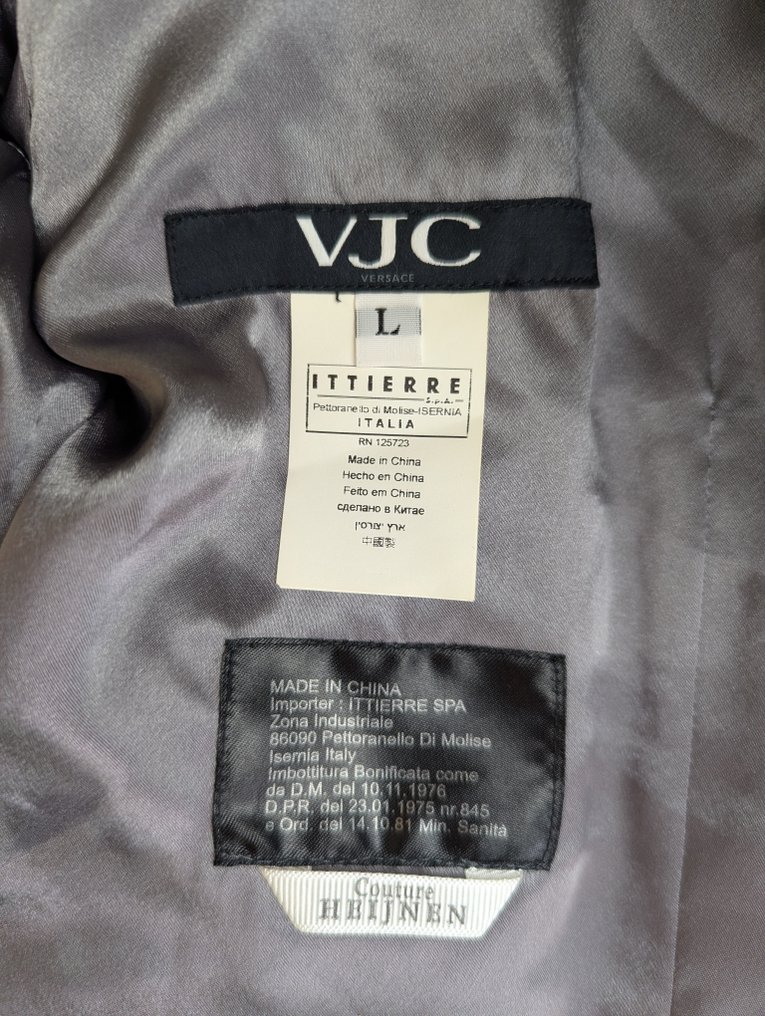 VJC
VERSACE
L
ITTIERRE
S.p.A.
Pettoranello di Molise-ISERNIA
ITALIA
RN 125723
Made in China
Hecho en China
Feito em China
сделано в Китае
ארץ יצורסין
中國製
MADE IN CHINA
Importer : ITTIERRE SPA
Zona Industriale
86090 Pettoranello Di Molise
Isernia Italy
Imbottitura Bonificata come
da D.M. del 10.11.1976
D.P.R. del 23.01.1975 nr.845
e Ord. del 14.10.81 Min. Sanità
Couture
HEIJNEN